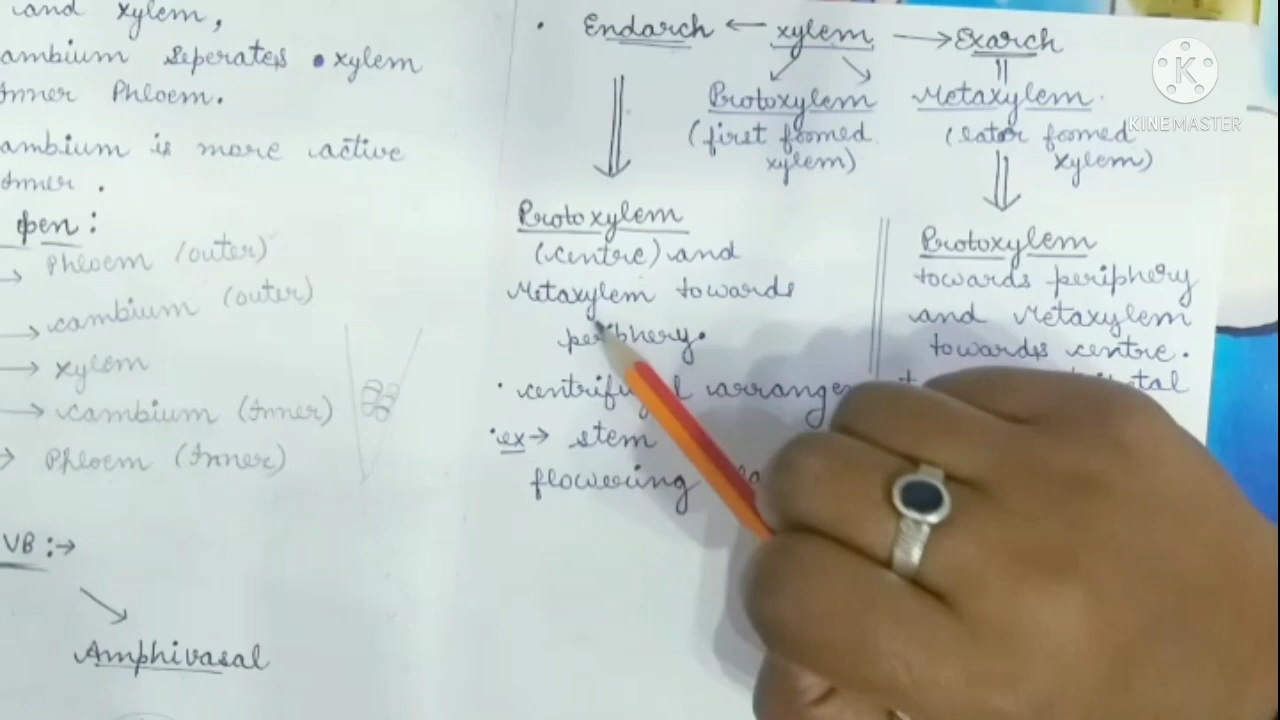 and xylem,
ambium seperates • xylem
Inner Phloem.
ambium is more active
Inner.
open:
→ Phloem (outer)
→ cambium (outer)
→ xylem
→ cambium (Inner)
→ Phloem (Inner)
VB :→
Amphivasal
• Endarch ← xylem → Exarch
Protoxylem
(first formed
xylem)
Metaxylem.
(later formed
xylem)
Protoxylem
(centre) and
Metaxylem towards
periphery.
• centrifugal arrange
• ex → stem
flowering
Protoxylem
towards periphery
and Metaxylem
towards centre.
KINEMASTER